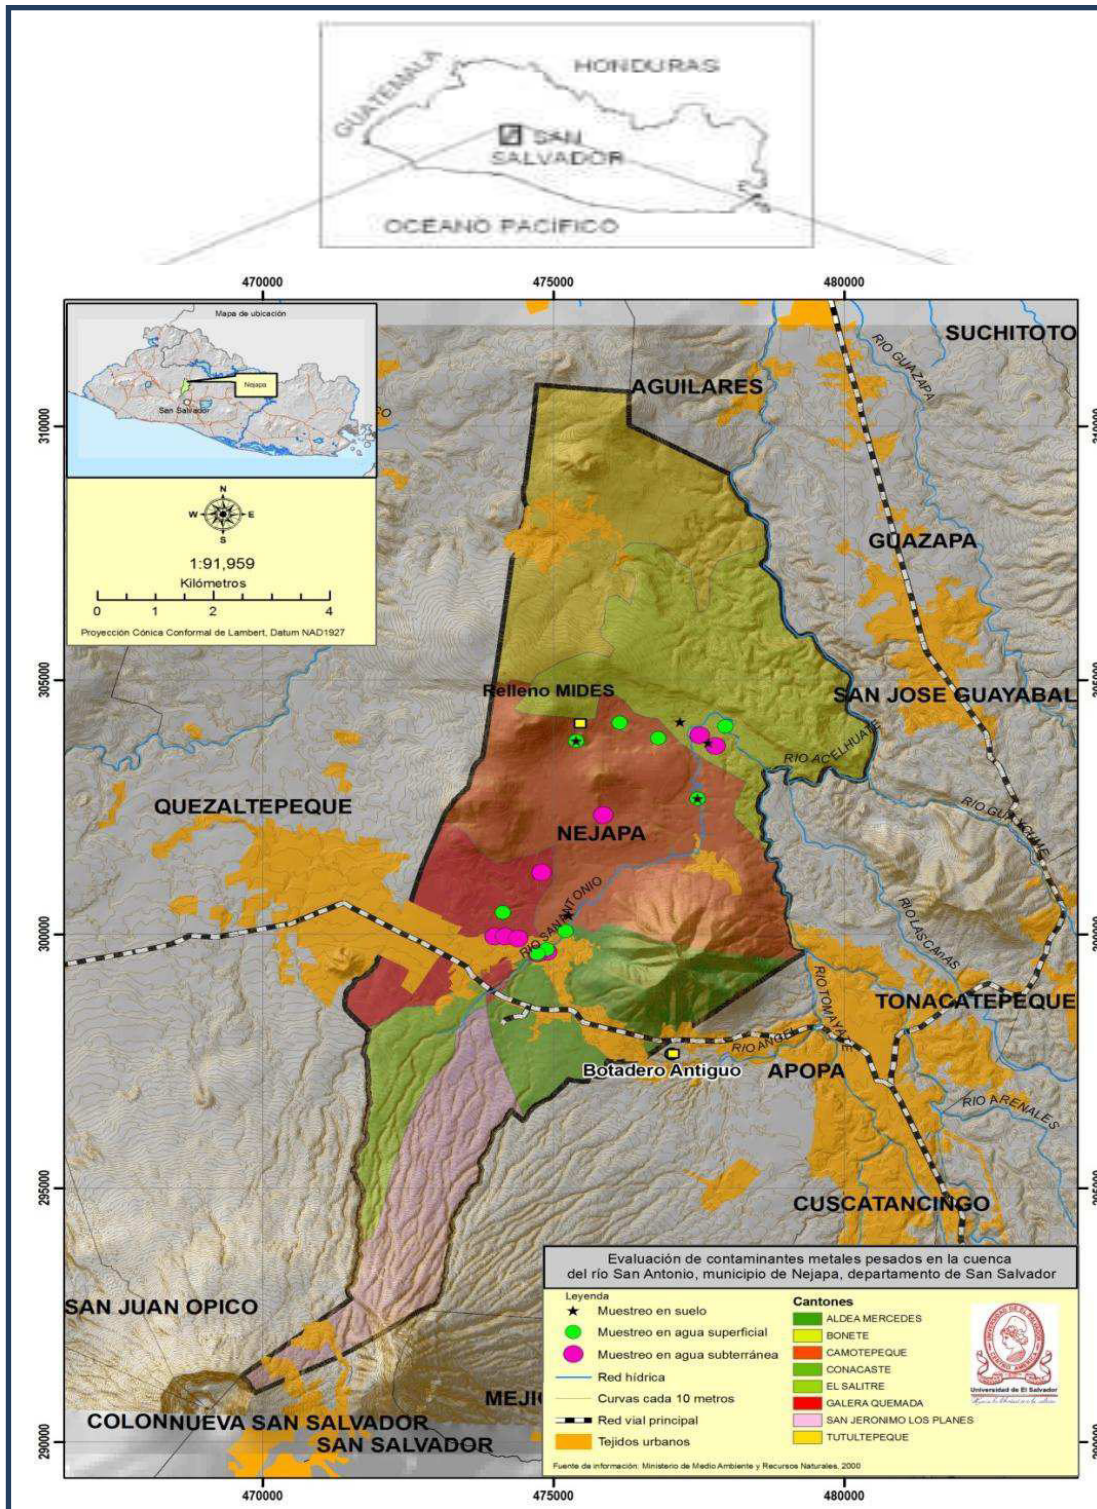 GUATEMALA
HONDURAS
SAN
SALVADOR
OCEANO PACÍFICO
470000
475000
480000
Mapa de ubicación
Nejapa
San Salvador
N
W
E
S
1:91,959
Kilómetros
0 1 2 4
Proyección Cónica Conformal de Lambert, Datum NAD1927
310000
305000
300000
295000
290000
SUCHITOTO
RIO GUAZAPA
AGUILARES
GUAZAPA
Relleno MIDES
SAN JOSE GUAYABAL
RIO ACELHUATE
QUEZALTEPEQUE
NEJAPA
RIO SAN ANTONIO
RIO LAS CAñAS
RIO TOMAYATE
TONACATEPEQUE
RIO ANGEL
Botadero Antiguo
APOPA
RIO ARENALES
CUSCATANCINGO
SAN JUAN OPICO
COLON
NUEVA SAN SALVADOR
SAN SALVADOR
Evaluación de contaminantes metales pesados en la cuenca
del río San Antonio, municipio de Nejapa, departamento de San Salvador
Leyenda
Muestreo en suelo
Muestreo en agua superficial
Muestreo en agua subterránea
Red hídrica
Curvas cada 10 metros
Red vial principal
Tejidos urbanos
Cantones
ALDEA MERCEDES
BONETE
CAMOTEPEQUE
CONACASTE
EL SALITRE
GALERA QUEMADA
SAN JERONIMO LOS PLANES
TUTULTEPEQUE
Universidad de El Salvador
Fuente de información: Ministerio de Medio Ambiente y Recursos Naturales, 2000
470000
475000
480000